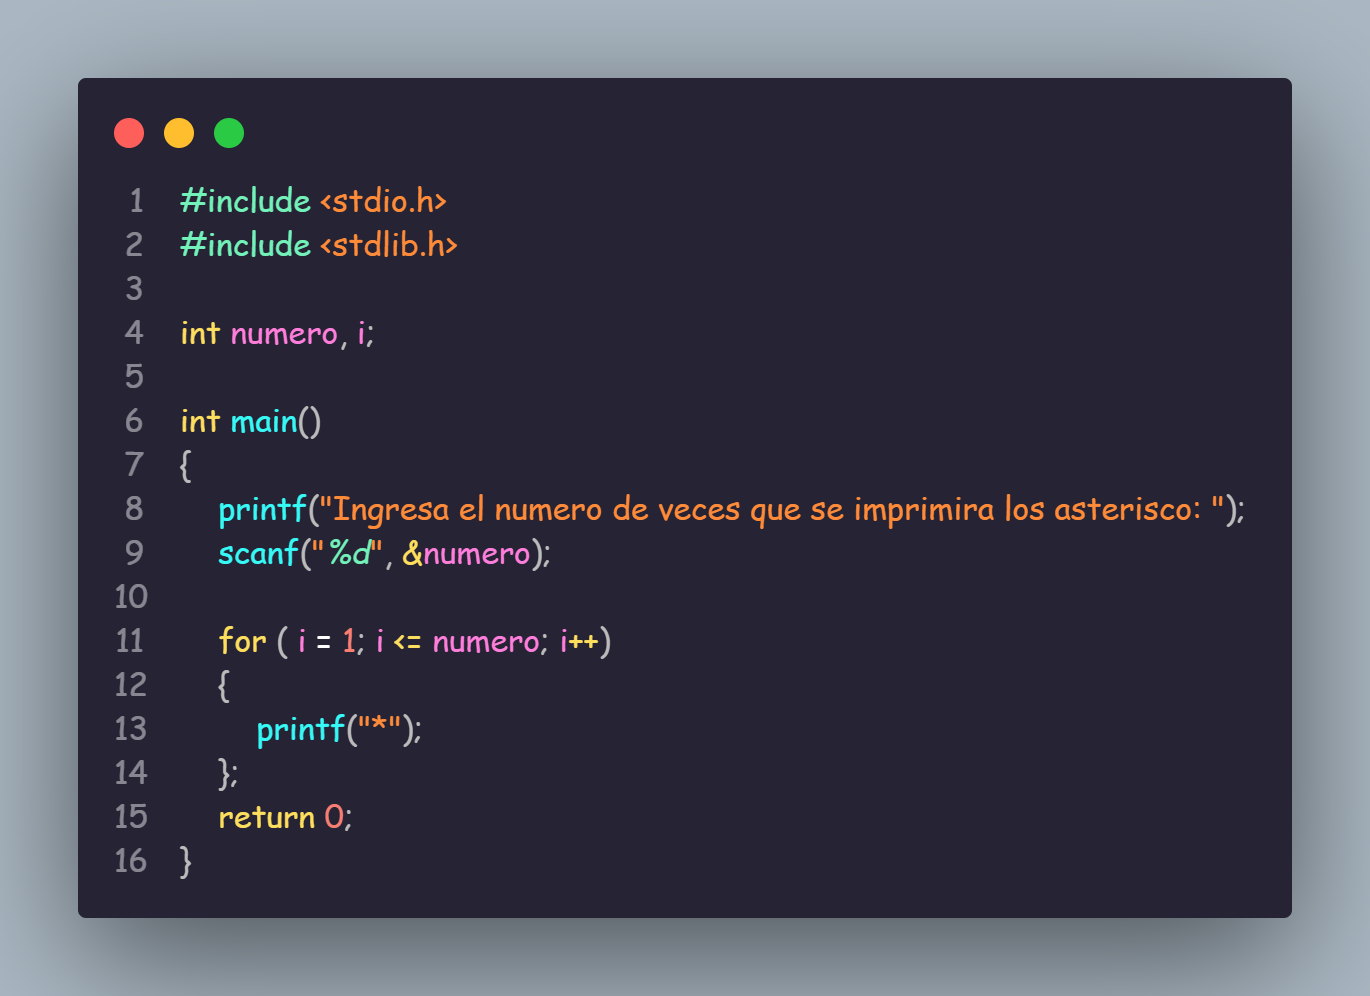 1 #include <stdio.h>
2 #include <stdlib.h>
3
4 int numero, i;
5
6 int main()
7 {
8 printf("Ingresa el numero de veces que se imprimira los asterisco: ");
9 scanf("%d", &numero);
10
11 for ( i = 1; i <= numero; i++)
12 {
13 printf("*");
14 };
15 return 0;
16 }